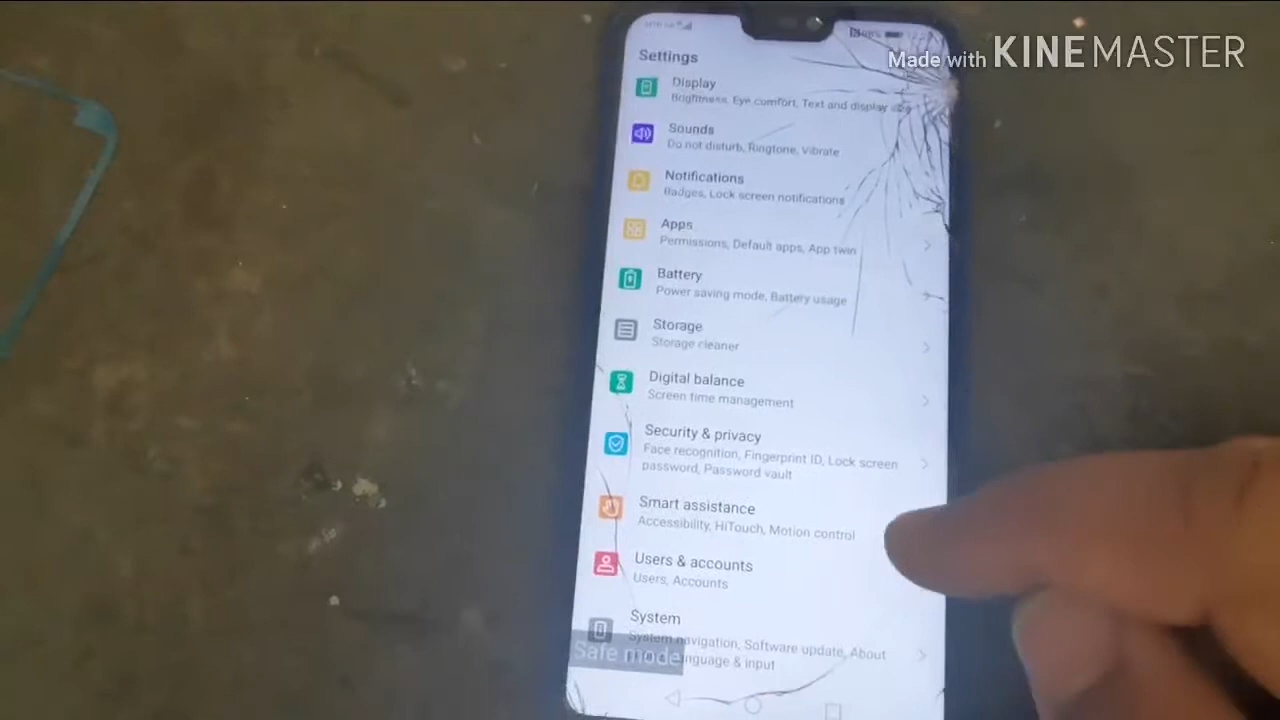 Made with KINEMASTER
Settings
Display
Brightness, Eye comfort, Text and display
Sounds
Do not disturb, Ringtone, Vibrate
Notifications
Badges, Lock screen notifications
Apps
Permissions, Default apps, App twin
Battery
Power saving mode, Battery usage
Storage
Storage cleaner
Digital balance
Screen time management
Security & privacy
Face recognition, Fingerprint ID, Lock screen
password, Password vault
Smart assistance
Accessibility, HiTouch, Motion control
Users & accounts
Users, Accounts
System
System navigation, Software update, About
Safe mode
& input